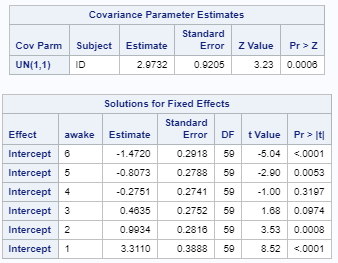 Covariance Parameter Estimates
Cov Parm Subject Estimate Standard Error Z Value Pr > Z
UN(1,1) ID 2.9732 0.9205 3.23 0.0006
Solutions for Fixed Effects
Effect awake Estimate Standard Error DF t Value Pr > |t|
Intercept 6 -1.4720 0.2918 59 -5.04 <.0001
Intercept 5 -0.8073 0.2788 59 -2.90 0.0053
Intercept 4 -0.2751 0.2741 59 -1.00 0.3197
Intercept 3 0.4635 0.2752 59 1.68 0.0974
Intercept 2 0.9934 0.2816 59 3.53 0.0008
Intercept 1 3.3110 0.3888 59 8.52 <.0001